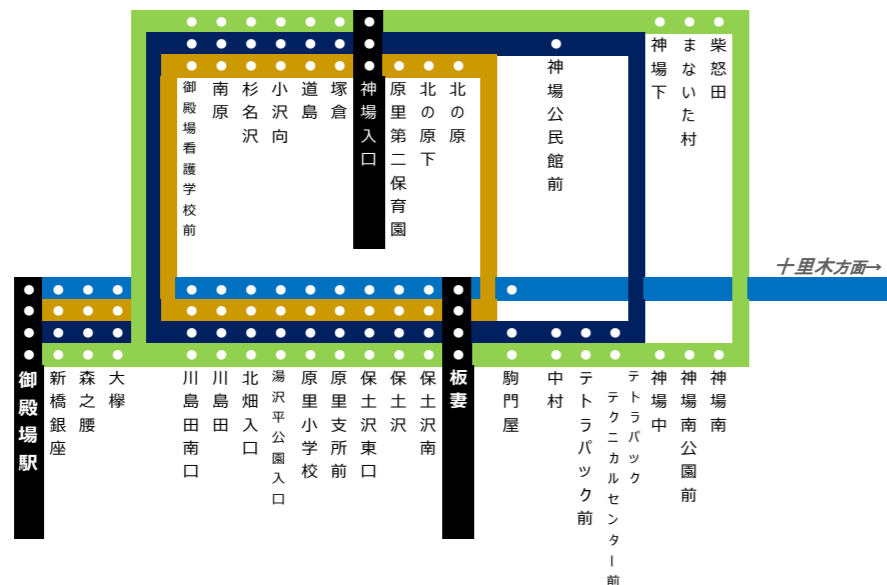 御殿場看護学校前
南原
杉名沢
小沢向
道島
塚倉
神場入口
原里第二保育園
北の原下
北の原
神場公民館前
神場下
まないた村
柴怒田
十里木方面→
御殿場駅
新橋銀座
森之腰
大欅
川島田南口
川島田
北畑入口
湯沢平公園入口
原里小学校
原里支所前
保土沢東口
保土沢
保土沢南
板妻
駒門屋
中村
テトラパック前
テトラパック
テクニカルセンター前
神場中
神場南公園前
神場南